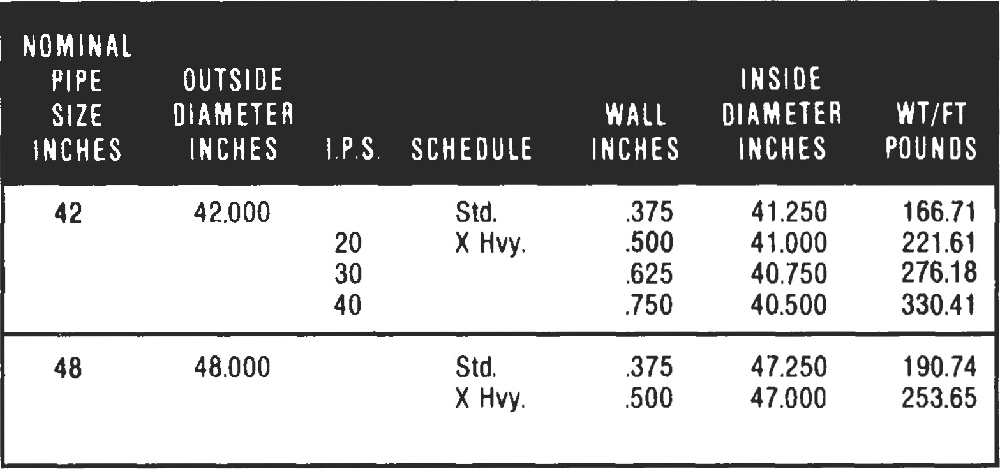 NOMINAL
PIPE OUTSIDE INSIDE
SIZE DIAMETER WALL DIAMETER WT/FT
INCHES INCHES I.P.S. SCHEDULE INCHES INCHES POUNDS
42 42.000 Std. .375 41.250 166.71
20 X Hvy. .500 41.000 221.61
30 .625 40.750 276.18
40 .750 40.500 330.41
48 48.000 Std. .375 47.250 190.74
X Hvy. .500 47.000 253.65